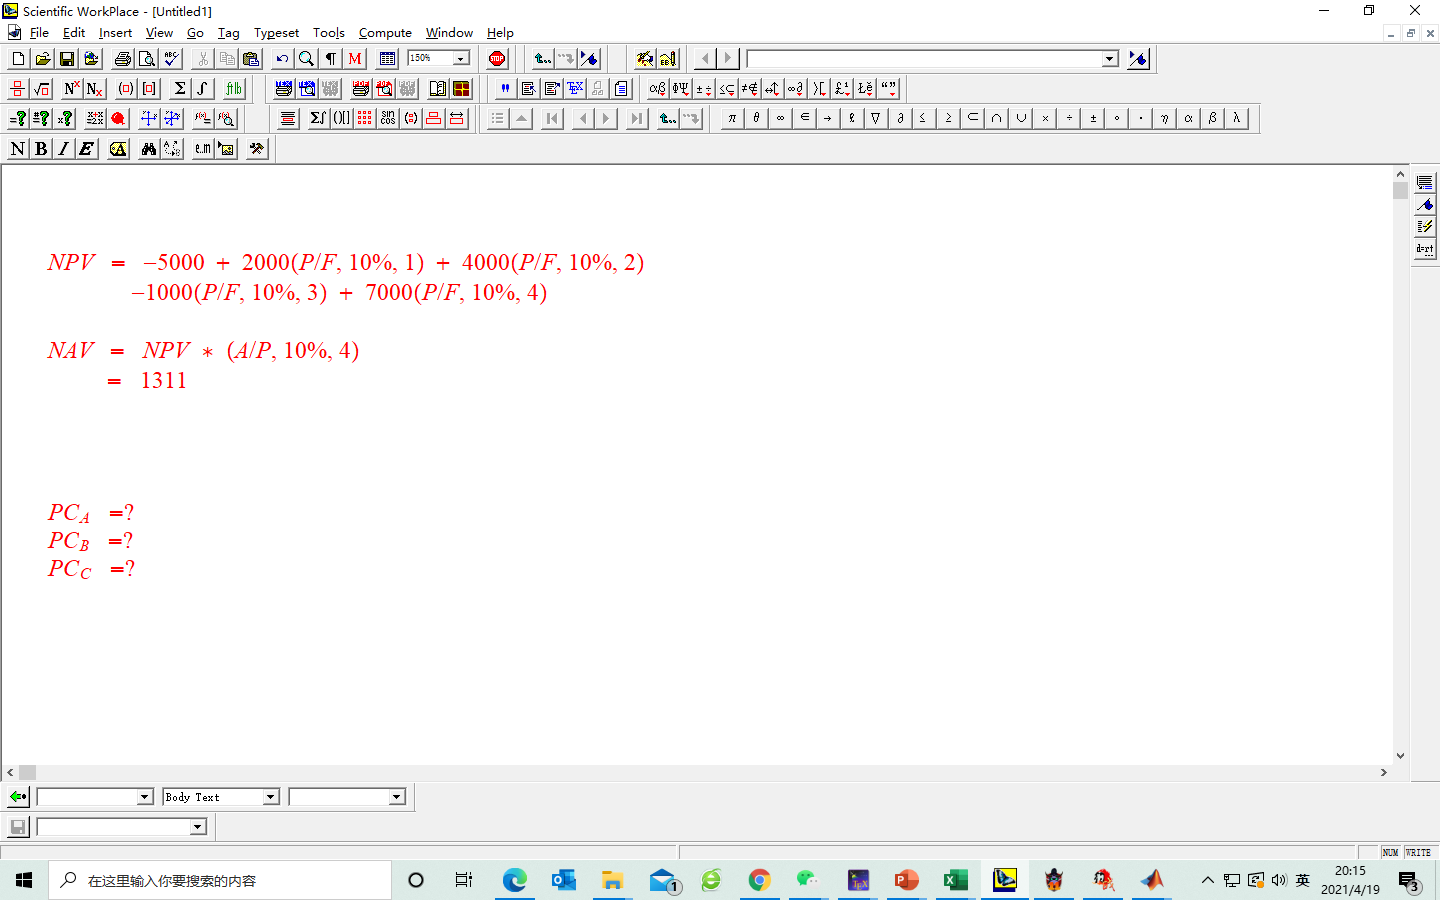 Scientific WorkPlace - [Untitled1]
File Edit Insert View Go Tag Typeset Tools Compute Window Help
150%
NPV = −5000 + 2000(P/F, 10%, 1) + 4000(P/F, 10%, 2)
−1000(P/F, 10%, 3) + 7000(P/F, 10%, 4)
NAV = NPV ∗ (A/P, 10%, 4)
= 1311
PC_A =?
PC_B =?
PC_C =?
Body Text
NUM WRITE
在这里输入你要搜索的内容
英
20:15
2021/4/19